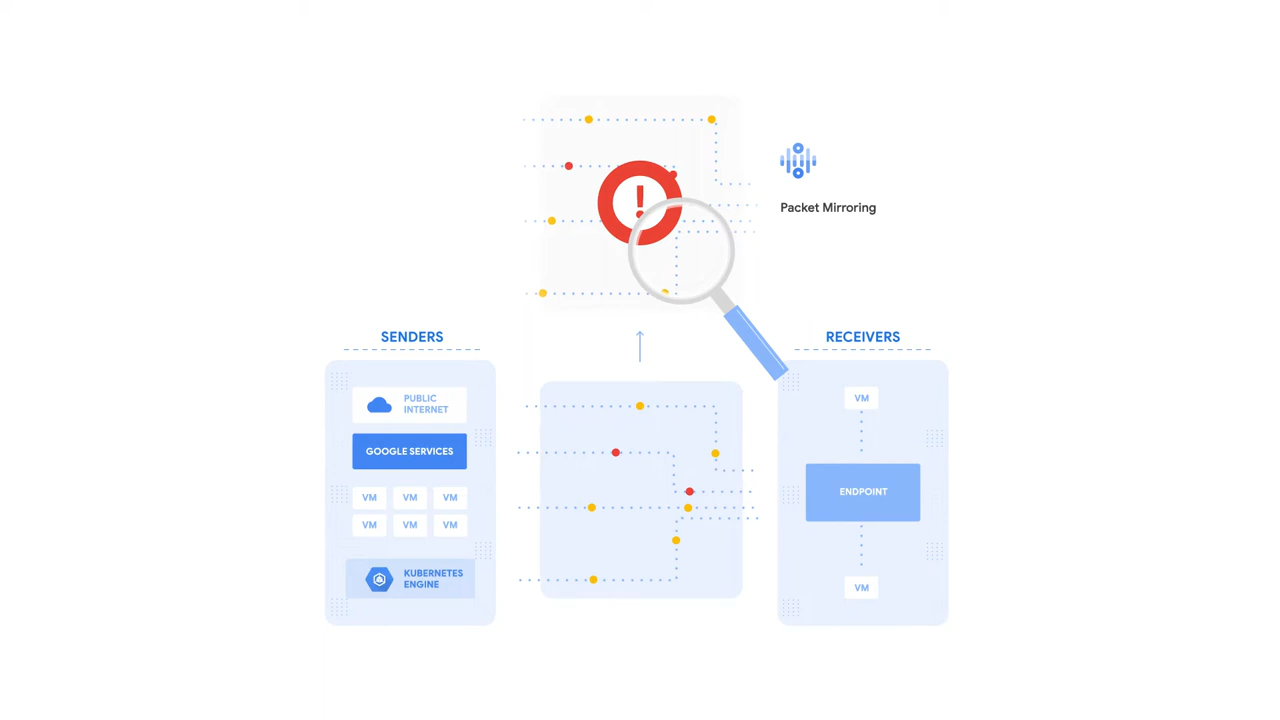 !
Packet Mirroring
SENDERS
PUBLIC
INTERNET
GOOGLE SERVICES
VM VM VM
VM VM VM
KUBERNETES
ENGINE
RECEIVERS
VM
ENDPOINT
VM